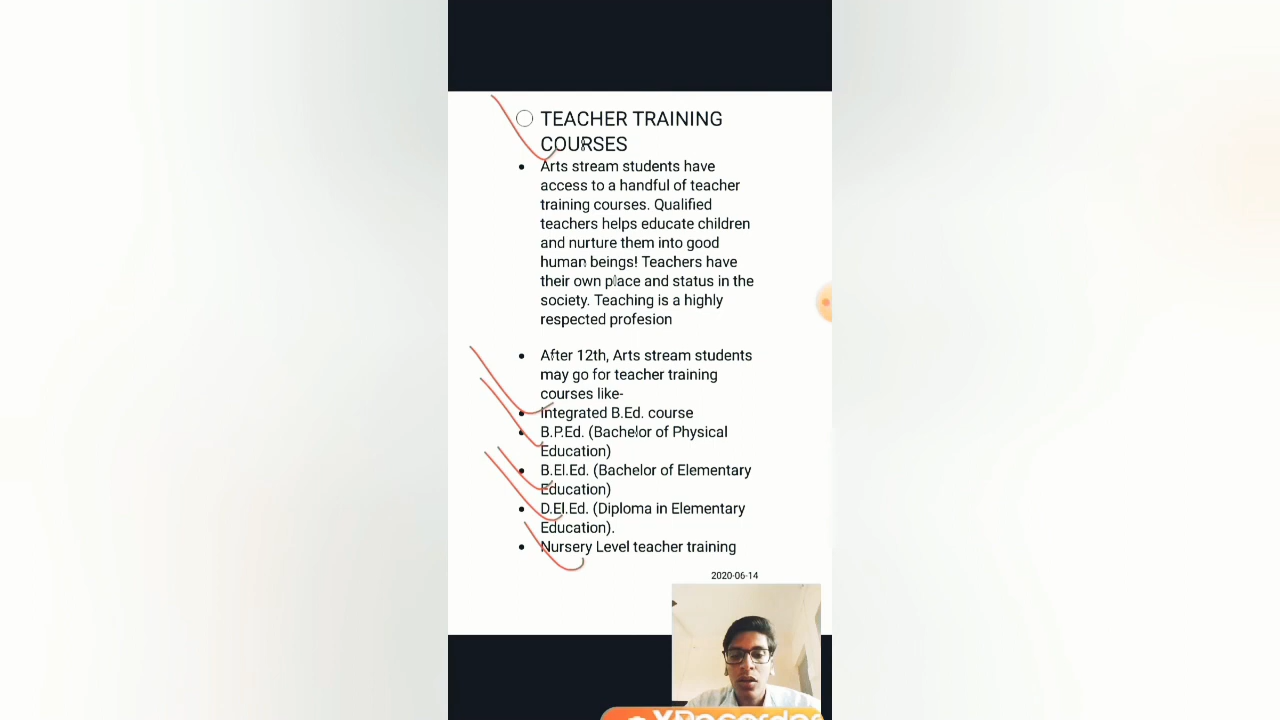 TEACHER TRAINING
COURSES
Arts stream students have
access to a handful of teacher
training courses. Qualified
teachers helps educate children
and nurture them into good
human beings! Teachers have
their own place and status in the
society. Teaching is a highly
respected profesion
After 12th, Arts stream students
may go for teacher training
courses like-
Integrated B.Ed. course
B.P.Ed. (Bachelor of Physical
Education)
B.El.Ed. (Bachelor of Elementary
Education)
D.El.Ed. (Diploma in Elementary
Education).
Nursery Level teacher training
2020-06-14
XRecorder